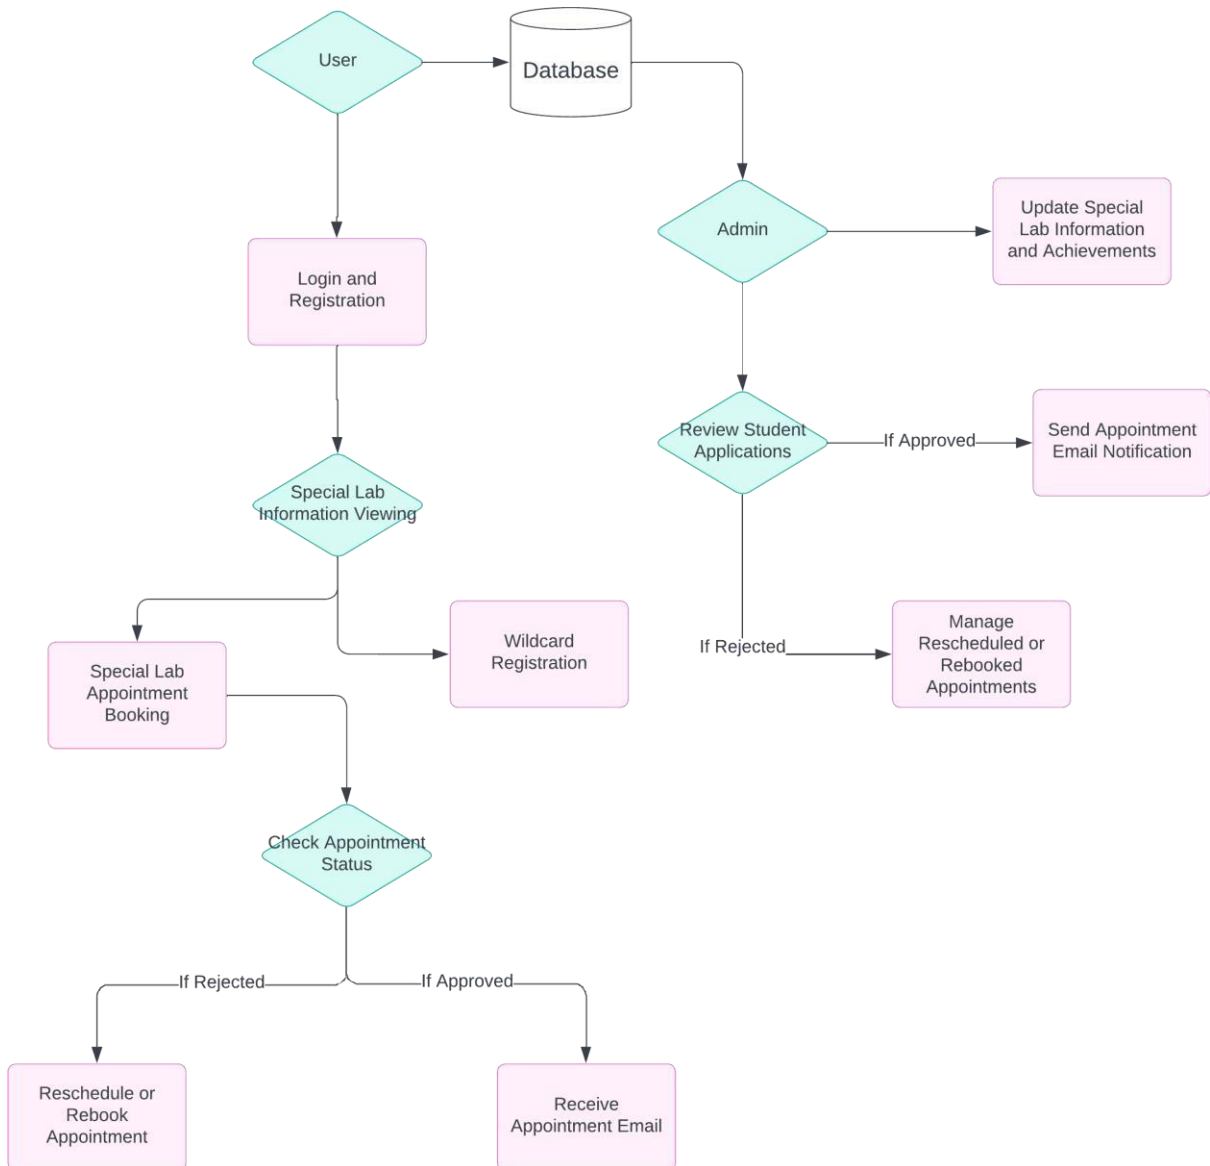 User
Database
Admin
Update Special
Lab Information
and Achievements
Login and
Registration
Review Student
Applications
If Approved
Send Appointment
Email Notification
Special Lab
Information Viewing
Wildcard
Registration
If Rejected
Manage
Rescheduled or
Rebooked
Appointments
Special Lab
Appointment
Booking
Check Appointment
Status
If Rejected
If Approved
Reschedule or
Rebook
Appointment
Receive
Appointment Email